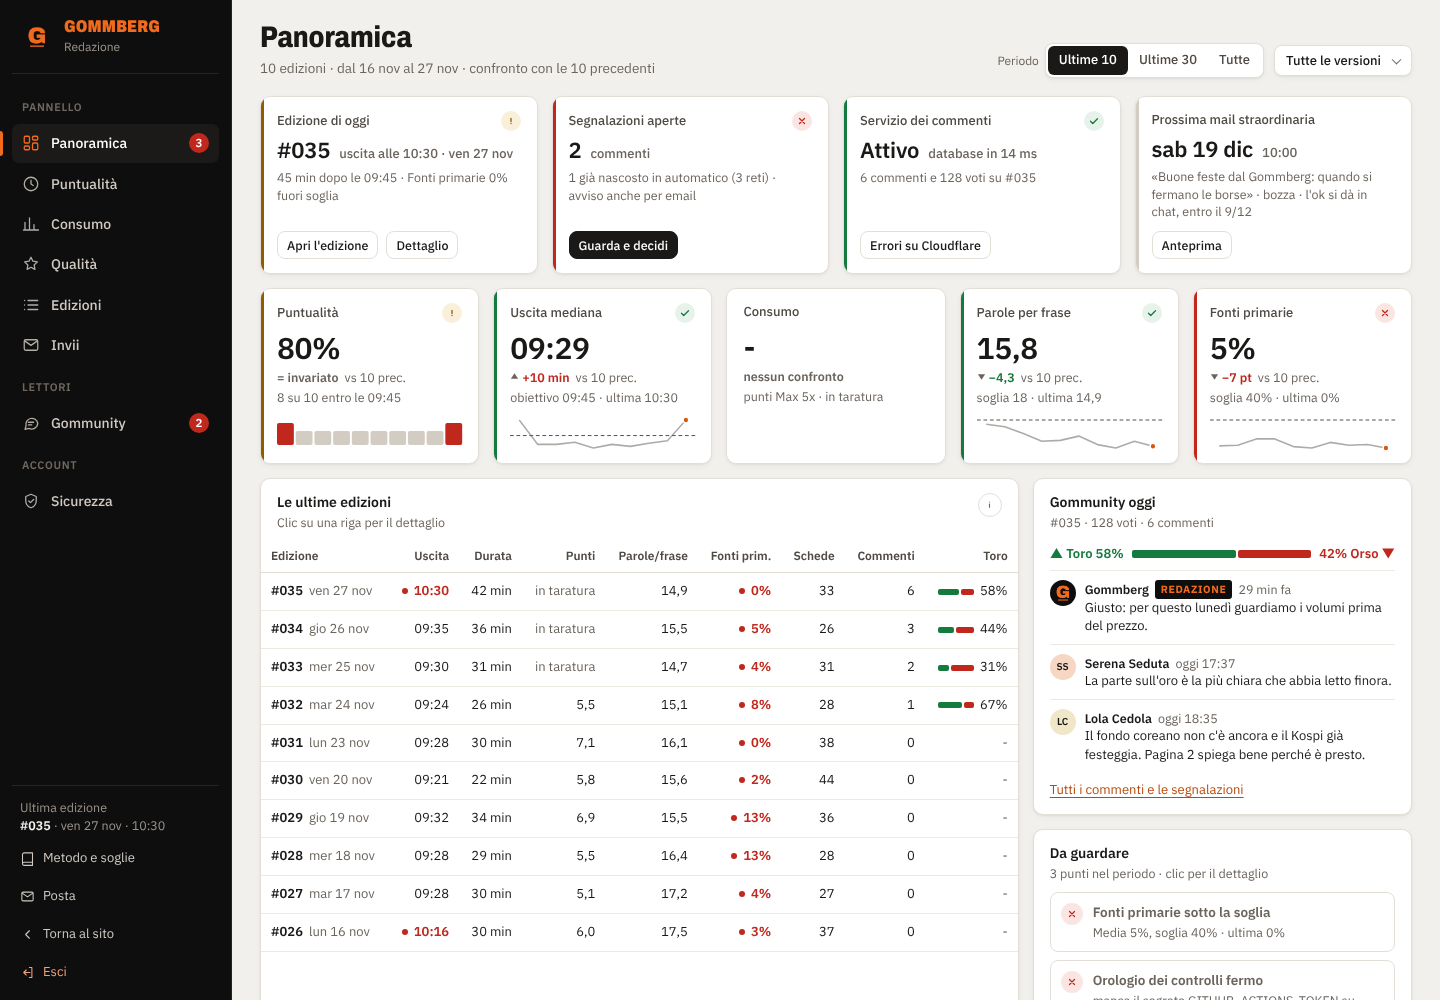 GOMMBERG
Redazione
PANNELLO
Panoramica 3
Puntualità
Consumo
Qualità
Edizioni
Invii
LETTORI
Gommunity 2
ACCOUNT
Sicurezza
Ultima edizione
#035 · ven 27 nov · 10:30
Metodo e soglie
Posta
Torna al sito
Esci
Panoramica
10 edizioni · dal 16 nov al 27 nov · confronto con le 10 precedenti
Periodo Ultime 10 Ultime 30 Tutte Tutte le versioni
Edizione di oggi
#035 uscita alle 10:30 · ven 27 nov
45 min dopo le 09:45 · Fonti primarie 0%
fuori soglia
Apri l'edizione Dettaglio
Segnalazioni aperte
2 commenti
1 già nascosto in automatico (3 reti) ·
avviso anche per email
Guarda e decidi
Servizio dei commenti
Attivo database in 14 ms
6 commenti e 128 voti su #035
Errori su Cloudflare
Prossima mail straordinaria
sab 19 dic 10:00
«Buone feste dal Gommberg: quando si
fermano le borse» · bozza · l'ok si dà in
chat, entro il 9/12
Anteprima
Puntualità
80%
= invariato vs 10 prec.
8 su 10 entro le 09:45
Uscita mediana
09:29
+10 min vs 10 prec.
obiettivo 09:45 · ultima 10:30
Consumo
-
nessun confronto
punti Max 5x · in taratura
Parole per frase
15,8
−4,3 vs 10 prec.
soglia 18 · ultima 14,9
Fonti primarie
5%
−7 pt vs 10 prec.
soglia 40% · ultima 0%
Le ultime edizioni
Clic su una riga per il dettaglio
Edizione Uscita Durata Punti Parole/frase Fonti prim. Schede Commenti Toro
#035 ven 27 nov 10:30 42 min in taratura 14,9 0% 33 6 58%
#034 gio 26 nov 09:35 36 min in taratura 15,5 5% 26 3 44%
#033 mer 25 nov 09:30 31 min in taratura 14,7 4% 31 2 31%
#032 mar 24 nov 09:24 26 min 5,5 15,1 8% 28 1 67%
#031 lun 23 nov 09:28 30 min 7,1 16,1 0% 38 0 -
#030 ven 20 nov 09:21 22 min 5,8 15,6 2% 44 0 -
#029 gio 19 nov 09:32 34 min 6,9 15,5 13% 36 0 -
#028 mer 18 nov 09:28 29 min 5,5 16,4 13% 28 0 -
#027 mar 17 nov 09:28 30 min 5,1 17,2 4% 27 0 -
#026 lun 16 nov 10:16 30 min 6,0 17,5 3% 37 0 -
Gommunity oggi
#035 · 128 voti · 6 commenti
▲ Toro 58% 42% Orso ▼
Gommberg REDAZIONE 29 min fa
Giusto: per questo lunedì guardiamo i volumi prima
del prezzo.
SS Serena Seduta oggi 17:37
La parte sull'oro è la più chiara che abbia letto finora.
LC Lola Cedola oggi 18:35
Il fondo coreano non c'è ancora e il Kospi già
festeggia. Pagina 2 spiega bene perché è presto.
Tutti i commenti e le segnalazioni
Da guardare
3 punti nel periodo · clic per il dettaglio
Fonti primarie sotto la soglia
Media 5%, soglia 40% · ultima 0%
Orologio dei controlli fermo